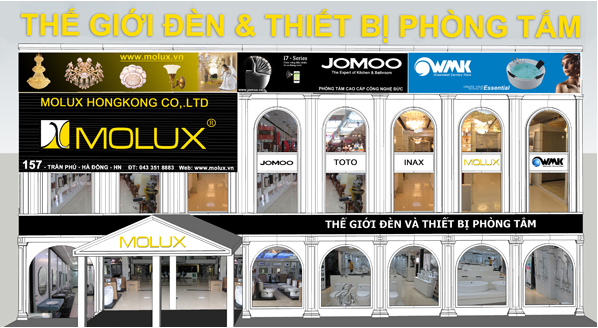 THẾ GIỚI ĐÈN & THIẾT BỊ PHÒNG TẮM
www.molux.vn
I7 - Series
JOMOO
The Expert of Kitchen & Bathroom
PHÒNG TẮM CAO CẤP CÔNG NGHỆ ĐỨC
WMK
Essential
MOLUX HONGKONG CO,.LTD
MOLUX®
157 - TRẦN PHÚ - HÀ ĐÔNG - HN ĐT: 043 351 8883 Web: www.molux.vn
JOMOO
TOTO
INAX
MOLUX
WMK
THẾ GIỚI ĐÈN VÀ THIẾT BỊ PHÒNG TẮM
MOLUX